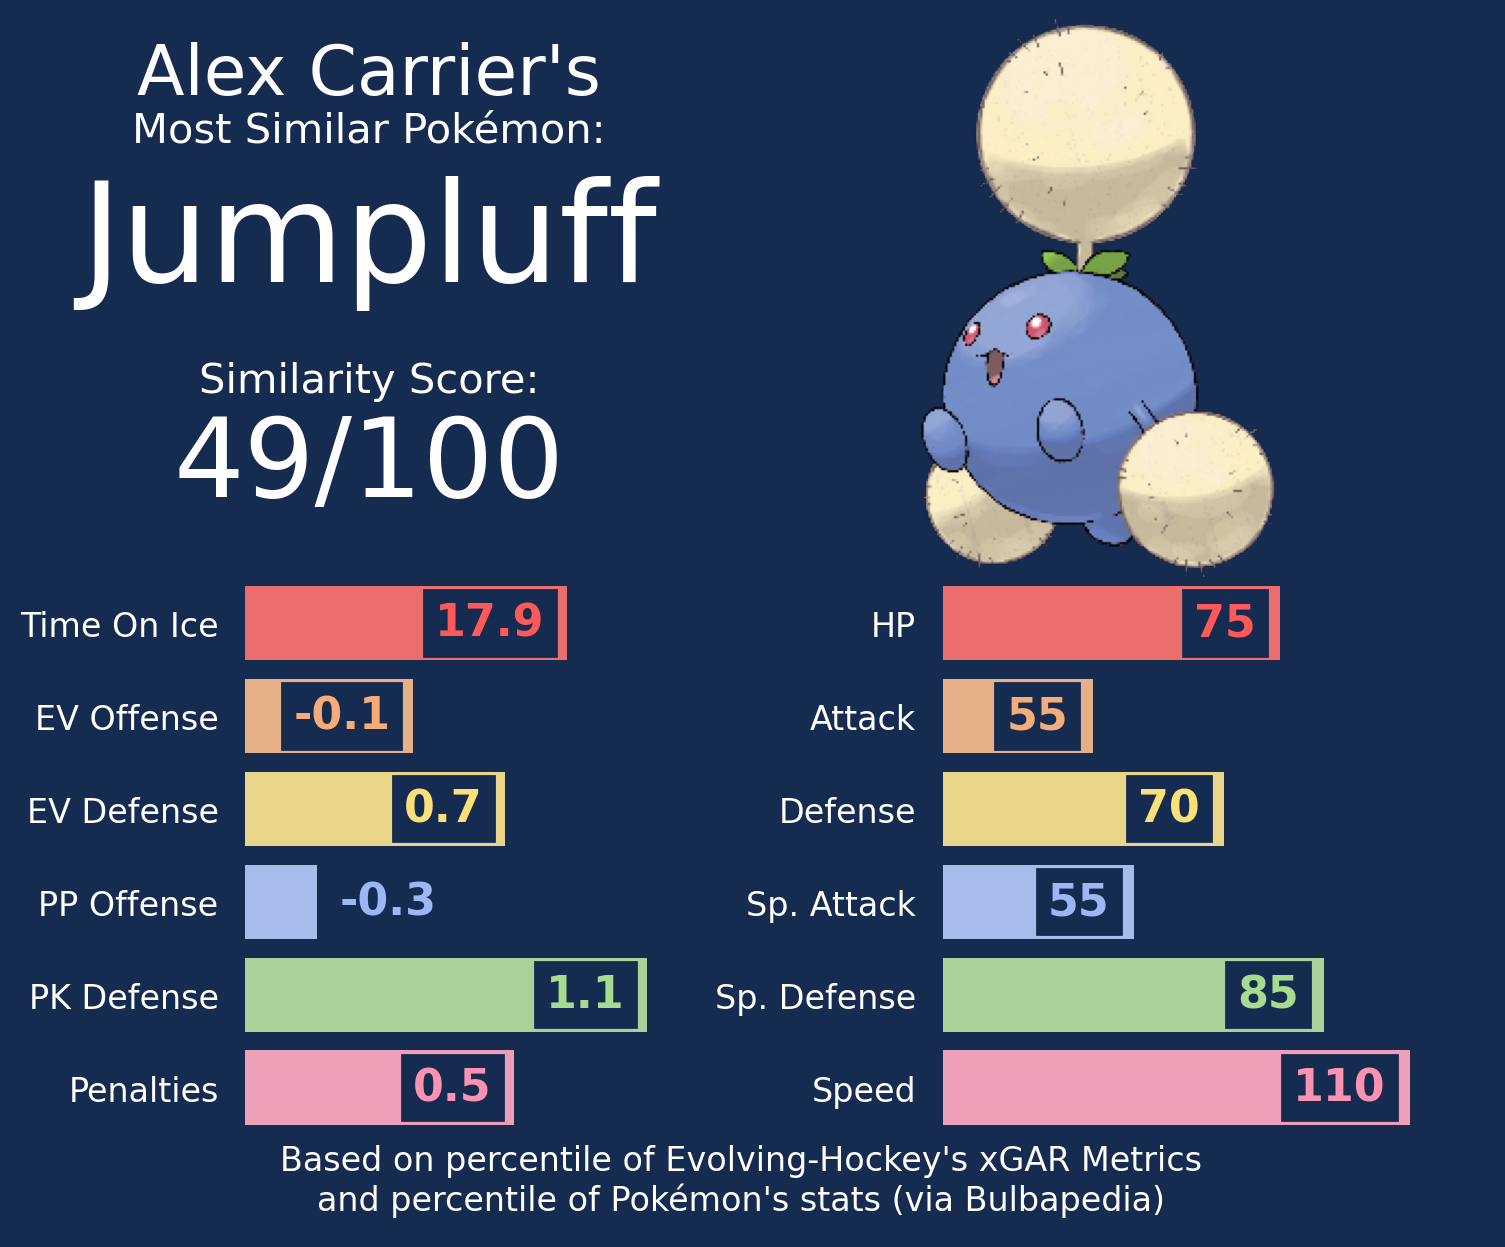 Alex Carrier's
Most Similar Pokémon:
Jumpluff
Similarity Score:
49/100
Time On Ice 17.9
EV Offense -0.1
EV Defense 0.7
PP Offense -0.3
PK Defense 1.1
Penalties 0.5
HP 75
Attack 55
Defense 70
Sp. Attack 55
Sp. Defense 85
Speed 110
Based on percentile of Evolving-Hockey's xGAR Metrics
and percentile of Pokémon's stats (via Bulbapedia)